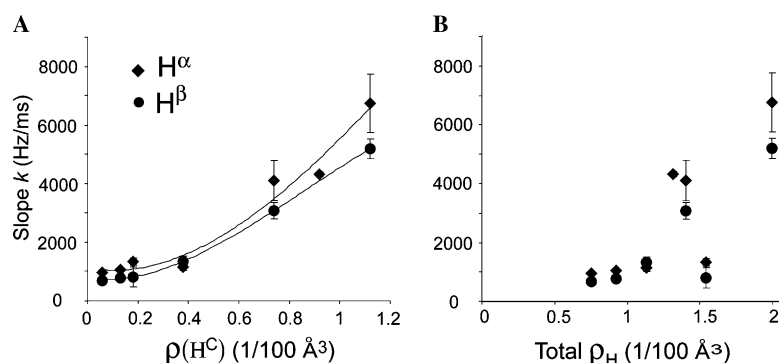 A
B
Slope k (Hz/ms)
8000
6000
4000
2000
0
Hα
Hβ
0 0.2 0.4 0.6 0.8 1 1.2
ρ(HC) (1/100 Å3)
8000
6000
4000
2000
0
0.5 1 1.5 2
Total ρH (1/100 Å3)